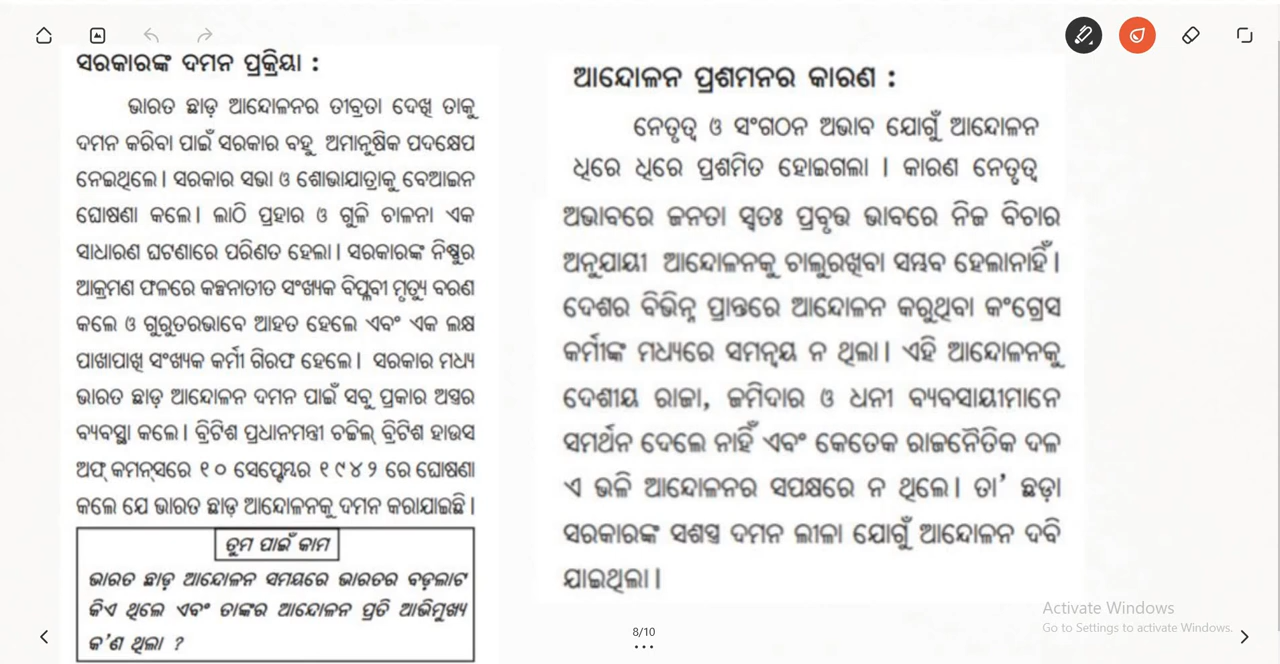 ସରକାରଙ୍କ ଦମନ ପ୍ରକ୍ରିୟା :
ଭାରତ ଛାଡ଼ ଆନ୍ଦୋଳନର ତୀବ୍ରତା ଦେଖି ତାକୁ
ଦମନ କରିବା ପାଇଁ ସରକାର ବହୁ ଅମାନୁଷିକ ପଦକ୍ଷେପ
ନେଇଥିଲେ। ସରକାର ସଭା ଓ ଶୋଭାଯାତ୍ରାକୁ ବେଆଇନ
ଘୋଷଣା କଲେ। ଲାଠି ପ୍ରହାର ଓ ଗୁଳି ଚାଳନା ଏକ
ସାଧାରଣ ଘଟଣାରେ ପରିଣତ ହେଲା। ସରକାରଙ୍କ ନିଷ୍ଠୁର
ଆକ୍ରମଣ ଫଳରେ କଳ୍ପନାତୀତ ସଂଖ୍ୟକ ବିପ୍ଳବୀ ମୃତ୍ୟୁ ବରଣ
କଲେ ଓ ଗୁରୁତରଭାବେ ଆହତ ହେଲେ ଏବଂ ଏକ ଲକ୍ଷ
ପାଖାପାଖି ସଂଖ୍ୟକ କର୍ମୀ ଗିରଫ ହେଲେ। ସରକାର ମଧ୍ୟ
ଭାରତ ଛାଡ଼ ଆନ୍ଦୋଳନ ଦମନ ପାଇଁ ସବୁ ପ୍ରକାର ଅସ୍ତ୍ରର
ବ୍ୟବସ୍ଥା କଲେ। ବ୍ରିଟିଶ ପ୍ରଧାନମନ୍ତ୍ରୀ ଚର୍ଚ୍ଚିଲ୍ ବ୍ରିଟିଶ ହାଉସ
ଅଫ୍ କମନ୍‌ସରେ ୧୦ ସେପ୍ଟେମ୍ବର ୧୯୪୨ ରେ ଘୋଷଣା
କଲେ ଯେ ଭାରତ ଛାଡ଼ ଆନ୍ଦୋଳନକୁ ଦମନ କରାଯାଇଛି।
ତୁମ ପାଇଁ କାମ
ଭାରତ ଛାଡ଼ ଆନ୍ଦୋଳନ ସମୟରେ ଭାରତର ବଡ଼ଲାଟ
କିଏ ଥିଲେ ଏବଂ ତାଙ୍କର ଆନ୍ଦୋଳନ ପ୍ରତି ଆଭିମୁଖ୍ୟ
କ'ଣ ଥିଲା ?
ଆନ୍ଦୋଳନ ପ୍ରଶମନର କାରଣ :
ନେତୃତ୍ୱ ଓ ସଂଗଠନ ଅଭାବ ଯୋଗୁଁ ଆନ୍ଦୋଳନ
ଧିରେ ଧିରେ ପ୍ରଶମିତ ହୋଇଗଲା । କାରଣ ନେତୃତ୍ୱ
ଅଭାବରେ ଜନତା ସ୍ୱତଃ ପ୍ରବୃତ୍ତ ଭାବରେ ନିଜ ବିଚାର
ଅନୁଯାୟୀ ଆନ୍ଦୋଳନକୁ ଚାଲୁରଖିବା ସମ୍ଭବ ହେଲାନାହିଁ।
ଦେଶର ବିଭିନ୍ନ ପ୍ରାନ୍ତରେ ଆନ୍ଦୋଳନ କରୁଥିବା କଂଗ୍ରେସ
କର୍ମୀଙ୍କ ମଧ୍ୟରେ ସମନ୍ୱୟ ନ ଥିଲା। ଏହି ଆନ୍ଦୋଳନକୁ
ଦେଶୀୟ ରାଜା, ଜମିଦାର ଓ ଧନୀ ବ୍ୟବସାୟୀମାନେ
ସମର୍ଥନ ଦେଲେ ନାହିଁ ଏବଂ କେତେକ ରାଜନୈତିକ ଦଳ
ଏ ଭଳି ଆନ୍ଦୋଳନର ସପକ୍ଷରେ ନ ଥିଲେ। ତା' ଛଡ଼ା
ସରକାରଙ୍କ ସଶସ୍ତ୍ର ଦମନ ଲୀଳା ଯୋଗୁଁ ଆନ୍ଦୋଳନ ଦବି
ଯାଇଥିଲା।
8/10
Activate Windows
Go to Settings to activate Windows.